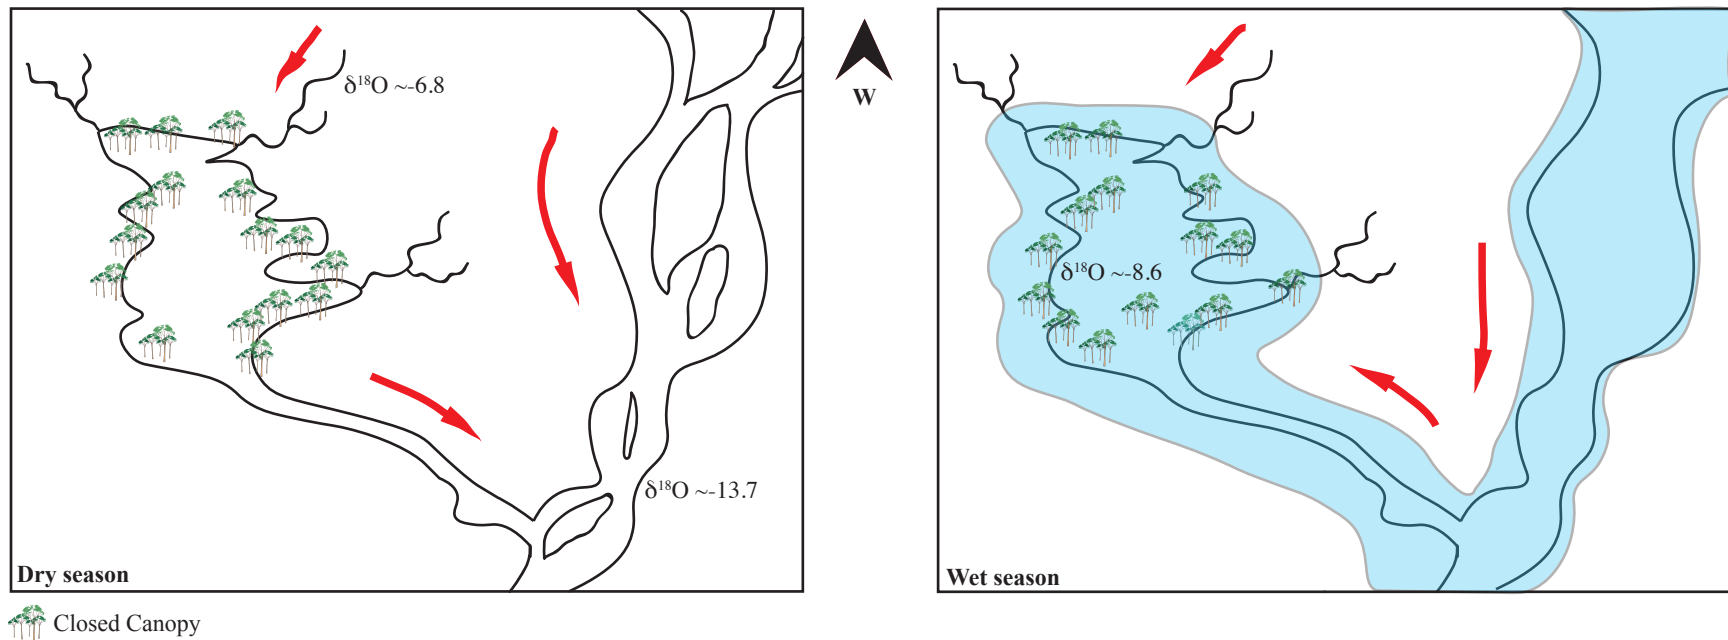 δ¹⁸O ~-6.8
W
δ¹⁸O ~-8.6
δ¹⁸O ~-13.7
Dry season
Wet season
Closed Canopy